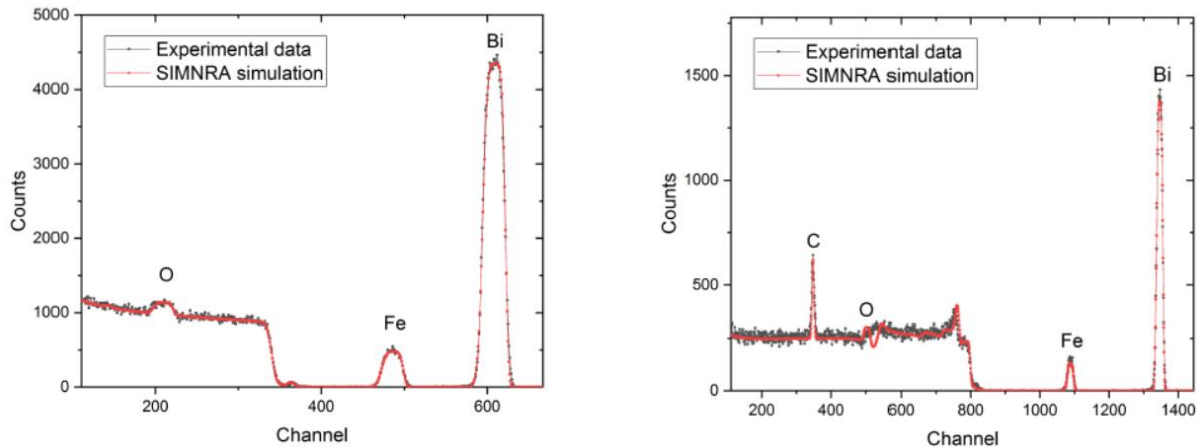 5000
4000
3000
2000
1000
0
Counts
Experimental data
SIMNRA simulation
Bi
O
Fe
200
400
600
Channel
1500
1000
500
0
Counts
Experimental data
SIMNRA simulation
Bi
C
O
Fe
200 400 600 800 1000 1200 1400
Channel